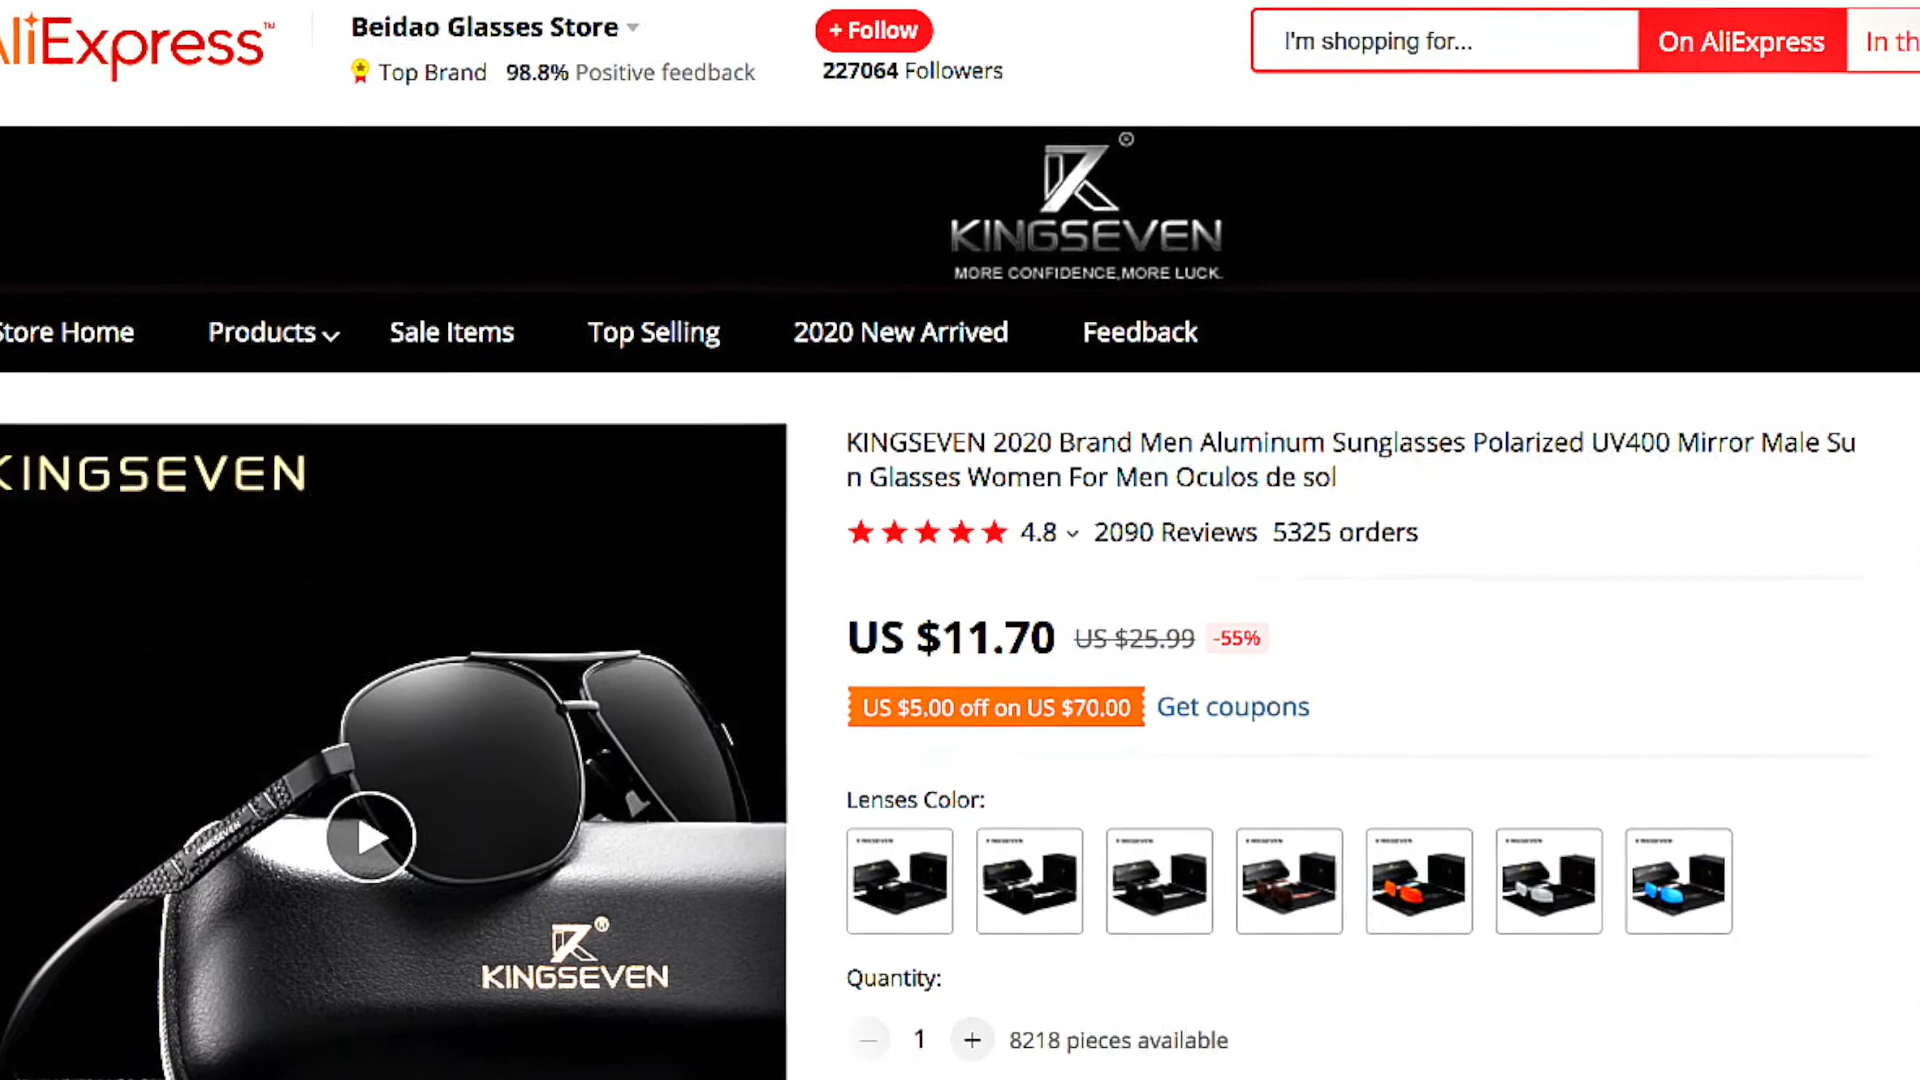 AliExpress™
Beidao Glasses Store
+ Follow
Top Brand 98.8% Positive feedback
227064 Followers
I'm shopping for...
On AliExpress
In th
R
KINGSEVEN
MORE CONFIDENCE,MORE LUCK.
Store Home Products Sale Items Top Selling 2020 New Arrived Feedback
KINGSEVEN
KINGSEVEN 2020 Brand Men Aluminum Sunglasses Polarized UV400 Mirror Male Su
n Glasses Women For Men Oculos de sol
4.8 2090 Reviews 5325 orders
US $11.70 US $25.99 -55%
US $5.00 off on US $70.00 Get coupons
Lenses Color:
KINGSEVEN
R
KINGSEVEN
Quantity:
1 + 8218 pieces available